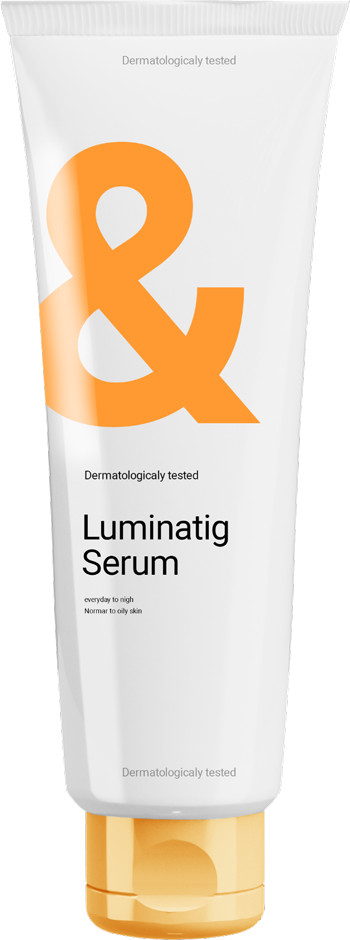 Dermatologicaly tested
&
Dermatologicaly tested
Luminatig
Serum
everyday to nigh
Normar to oily skin
Dermatologicaly tested